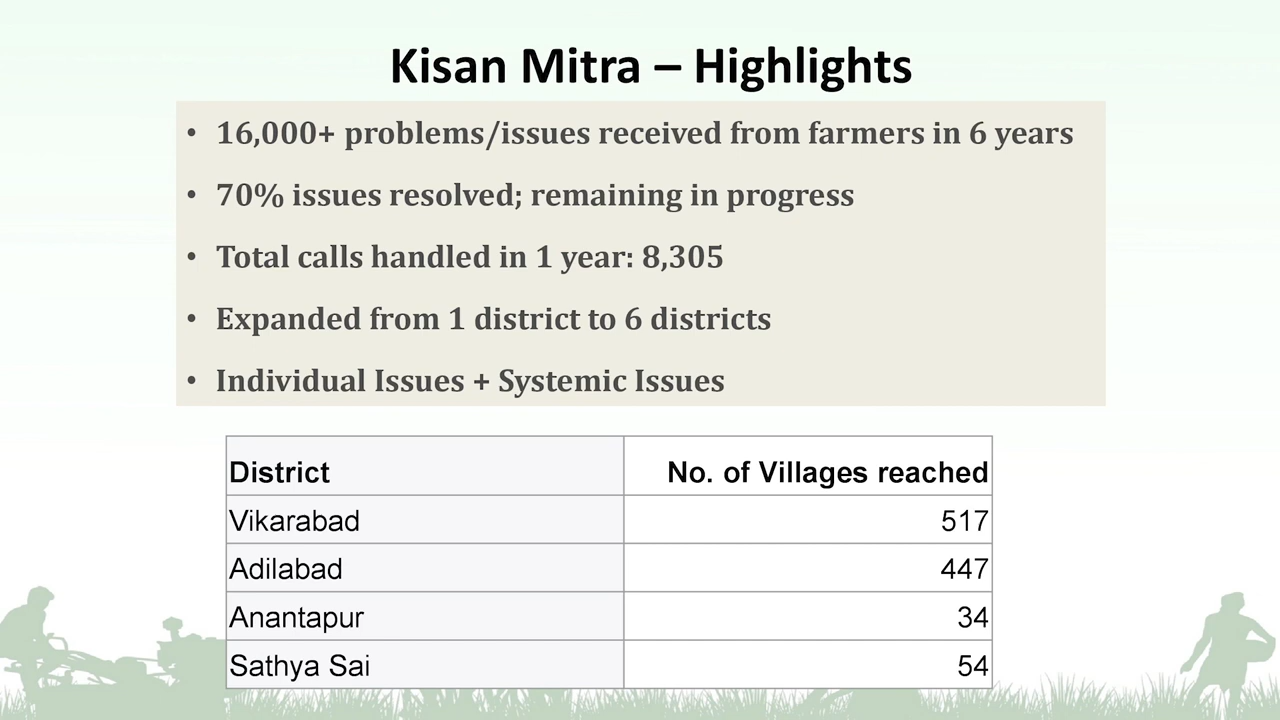 Kisan Mitra – Highlights
• 16,000+ problems/issues received from farmers in 6 years
• 70% issues resolved; remaining in progress
• Total calls handled in 1 year: 8,305
• Expanded from 1 district to 6 districts
• Individual Issues + Systemic Issues
District No. of Villages reached
Vikarabad 517
Adilabad 447
Anantapur 34
Sathya Sai 54